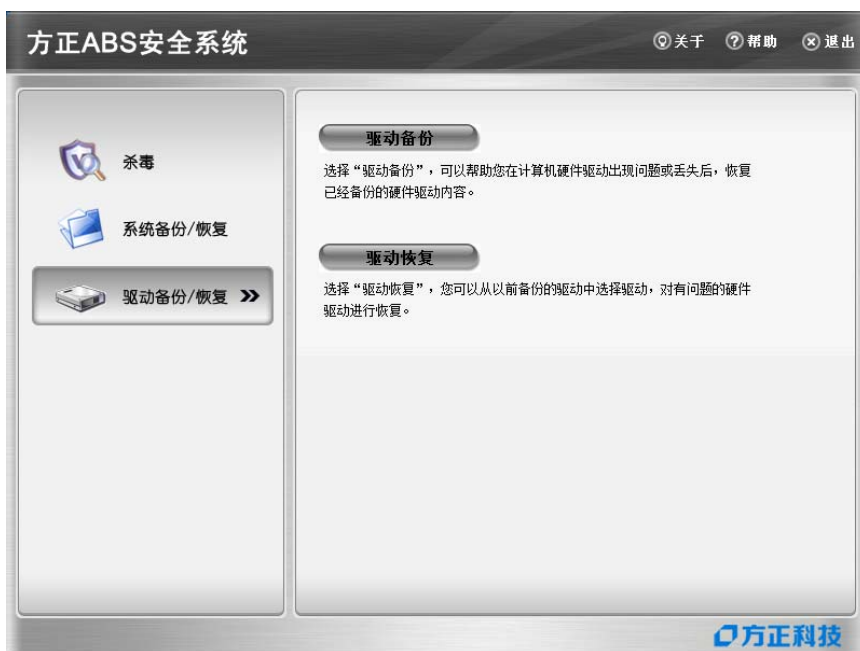 方正ABS安全系统
关于 帮助 退出
杀毒
系统备份/恢复
驱动备份/恢复
驱动备份
选择“驱动备份”,可以帮助您在计算机硬件驱动出现问题或丢失后,恢复
已经备份的硬件驱动内容。
驱动恢复
选择“驱动恢复”,您可以从以前备份的驱动中选择驱动,对有问题的硬件
驱动进行恢复。
方正科技